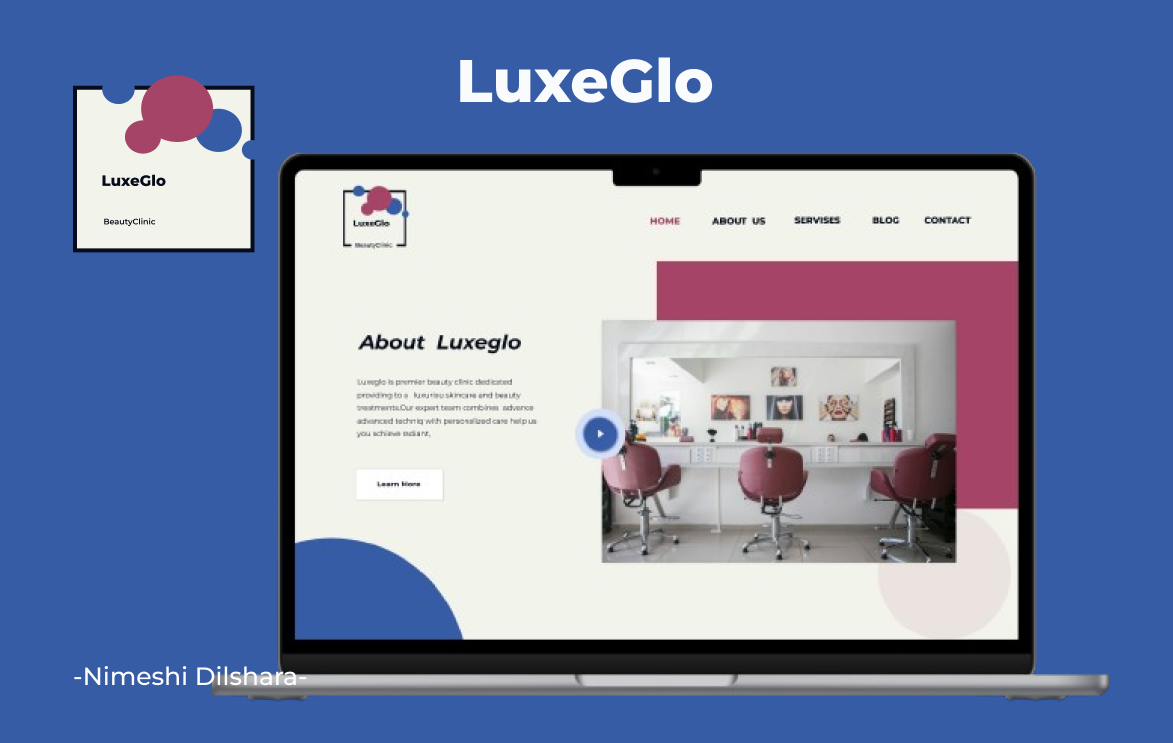 LuxeGlo
LuxeGlo
BeautyClinic
LuxeGlo
BeautyClinic
HOME ABOUT US SERVISES BLOG CONTACT
About Luxeglo
Luxeglo is premier beauty clinic dedicated
providing to a luxuriou skincare and beauty
treatments.Our expert team combines advance
advanced techniq with personalized care help us
you achieve radiant,
Learn More
-Nimeshi Dilshara-